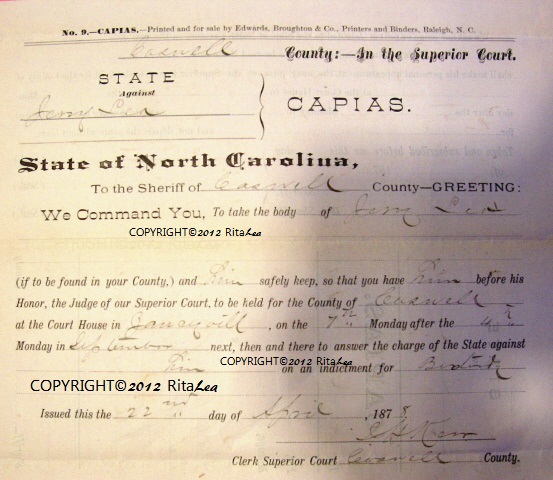 No. 9.—CAPIAS.—Printed and for sale by Edwards, Broughton & Co., Printers and Binders, Raleigh, N. C.
Caswell County:—In the Superior Court.
STATE
Against
Jerry Lea
CAPIAS.
State of North Carolina,
To the Sheriff of Caswell County—GREETING:
We Command You, To take the body of Jerry Lea
COPYRIGHT©2012 RitaLea
(if to be found in your County,) and him safely keep, so that you have him before his
Honor, the Judge of our Superior Court, to be held for the County of Caswell
at the Court House in Yanceyvill, on the 7th Monday after the 4th
Monday in September next, then and there to answer the charge of the State against
COPYRIGHT©2012 RitaLea
him on an indictment for Bastardy
COPYRIGHT©2012 RitaLea
Issued this the 22nd day of April, 1878.
Kerr
Clerk Superior Court Caswell County.